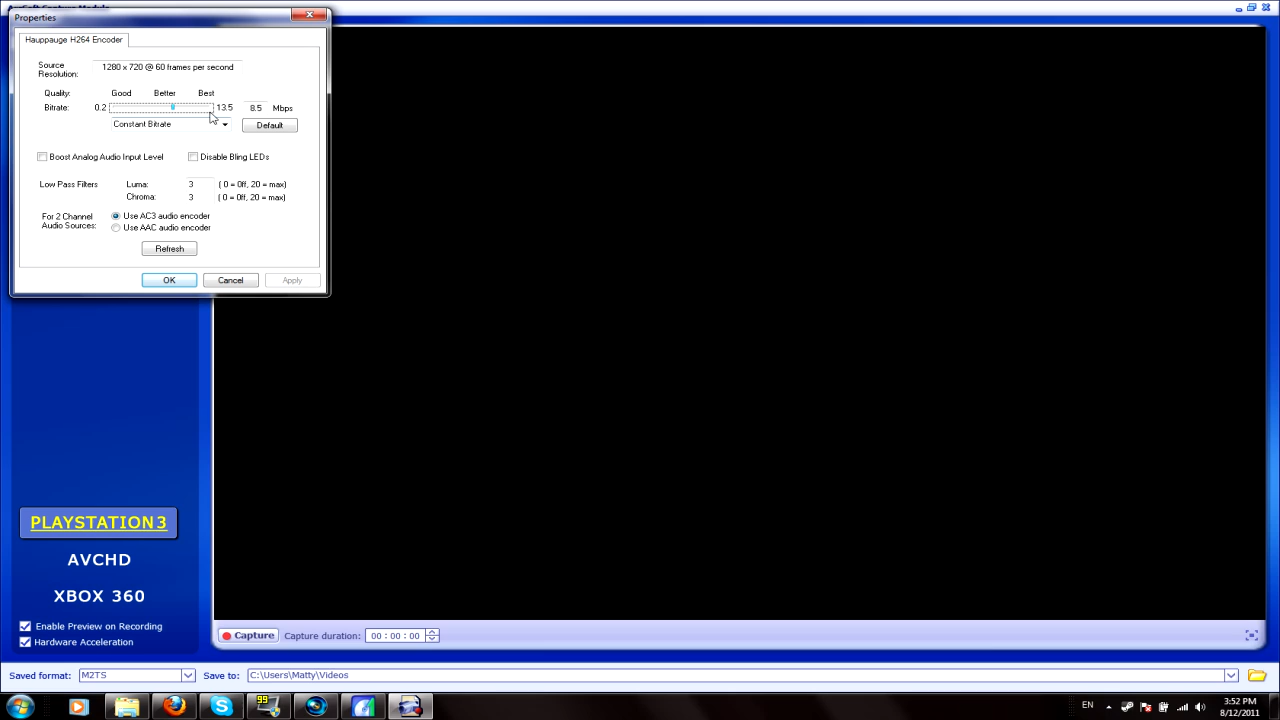 Properties
Hauppauge H264 Encoder
Source Resolution: 1280 x 720 @ 60 frames per second
Quality: Good Better Best
Bitrate: 0.2 13.5 8.5 Mbps
Constant Bitrate Default
Boost Analog Audio Input Level Disable Bling LEDs
Low Pass Filters Luma: 3 ( 0 = 0ff, 20 = max)
Chroma: 3 ( 0 = 0ff, 20 = max)
For 2 Channel Audio Sources: Use AC3 audio encoder
Use AAC audio encoder
Refresh
OK Cancel Apply
PLAYSTATION3
AVCHD
XBOX 360
Enable Preview on Recording
Hardware Acceleration
Capture Capture duration: 00 : 00 : 00
Saved format: M2TS Save to: C:\Users\Matty\Videos
99
EN 3:52 PM
8/12/2011